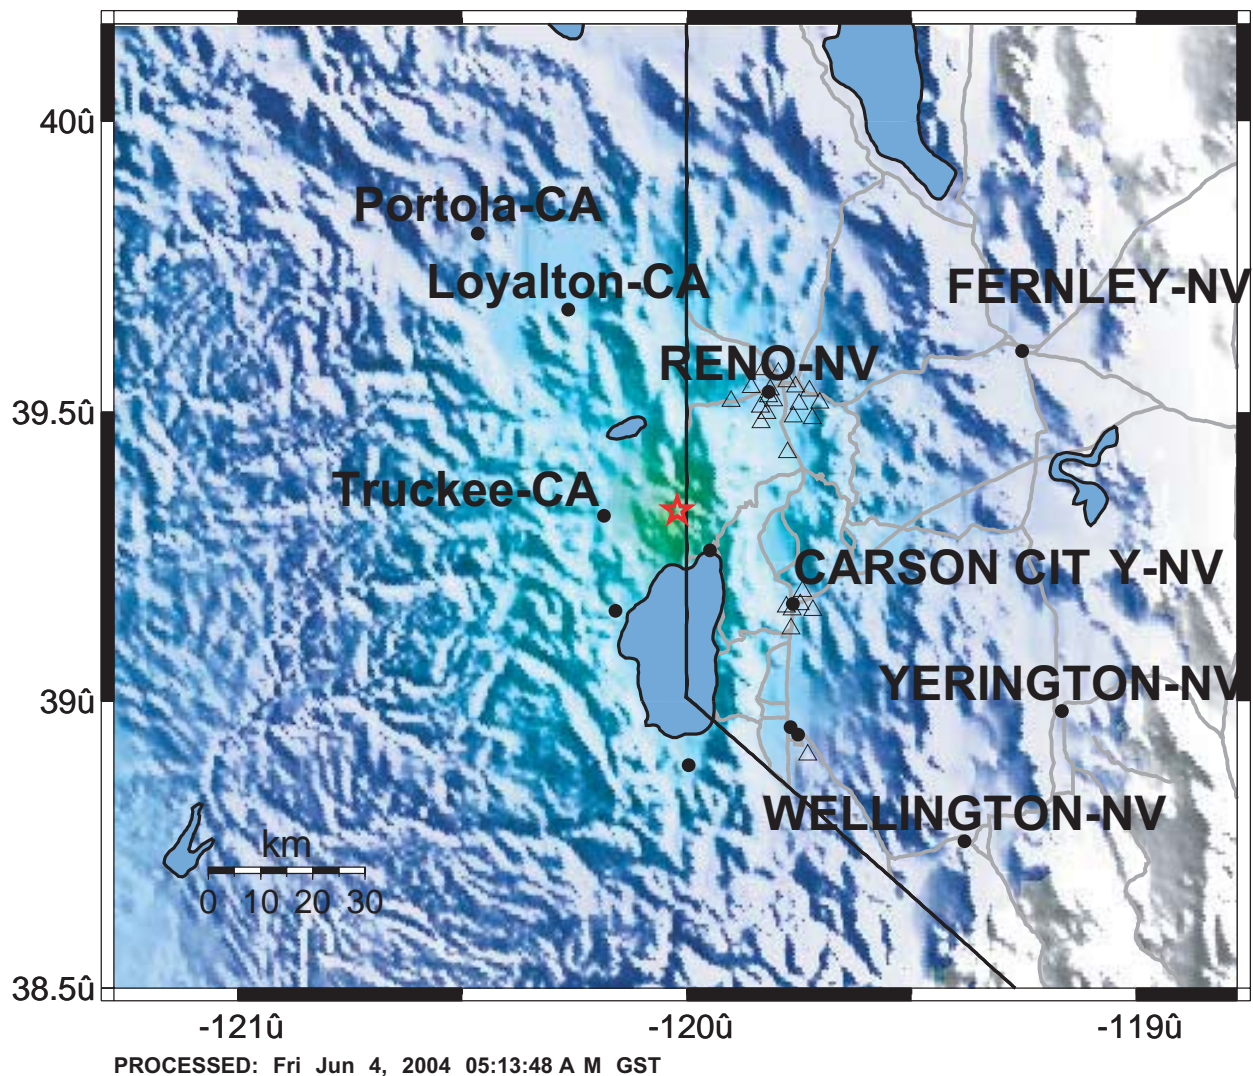 40û
Portola-CA
Loyalton-CA
FERNLEY-NV
RENO-NV
39.5û
Truckee-CA
CARSON CIT Y-NV
YERINGTON-NV
39û
WELLINGTON-NV
km
0 10 20 30
38.5û
-121û -120û -119û
PROCESSED: Fri Jun 4, 2004 05:13:48 A M GST